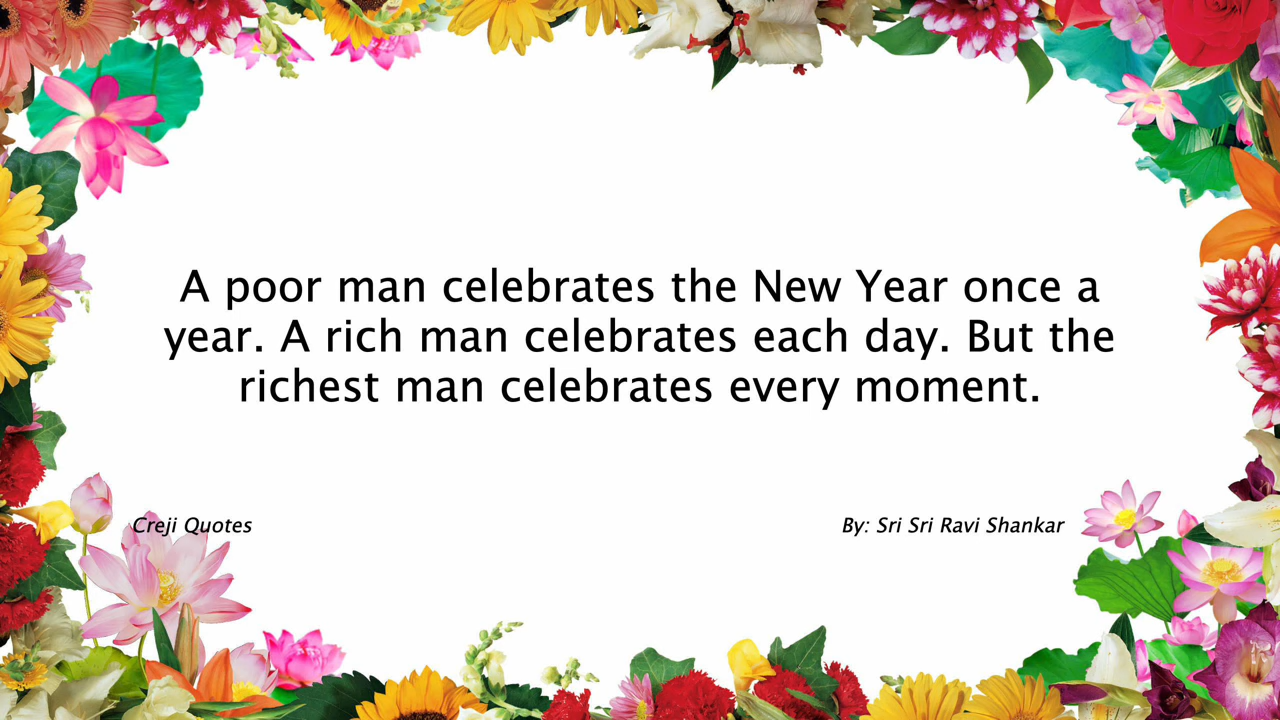 A poor man celebrates the New Year once a
year. A rich man celebrates each day. But the
richest man celebrates every moment.
Creji Quotes
By: Sri Sri Ravi Shankar